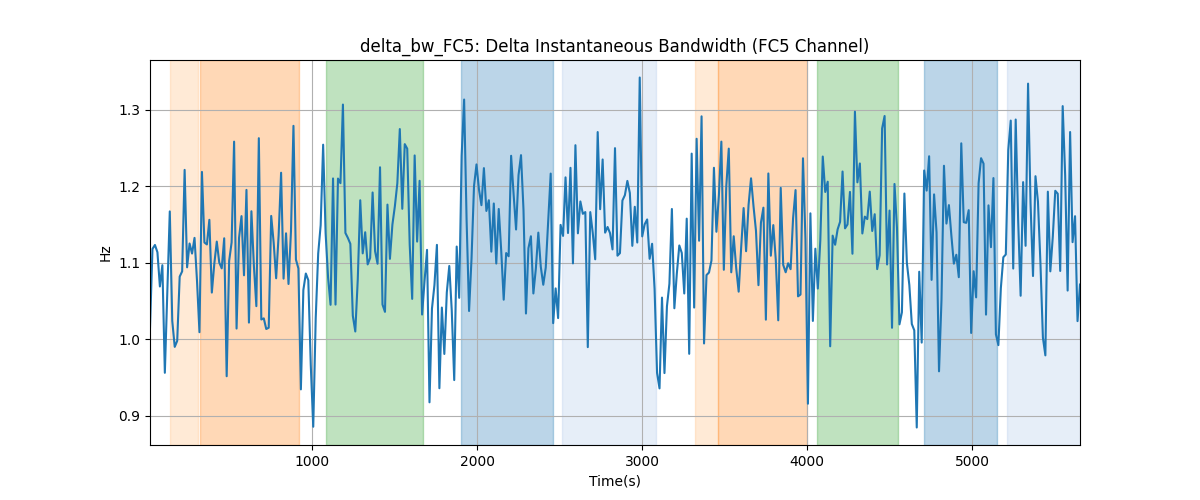 delta_bw_FC5: Delta Instantaneous Bandwidth (FC5 Channel)
Hz
1.3
1.2
1.1
1.0
0.9
1000 2000 3000 4000 5000
Time(s)